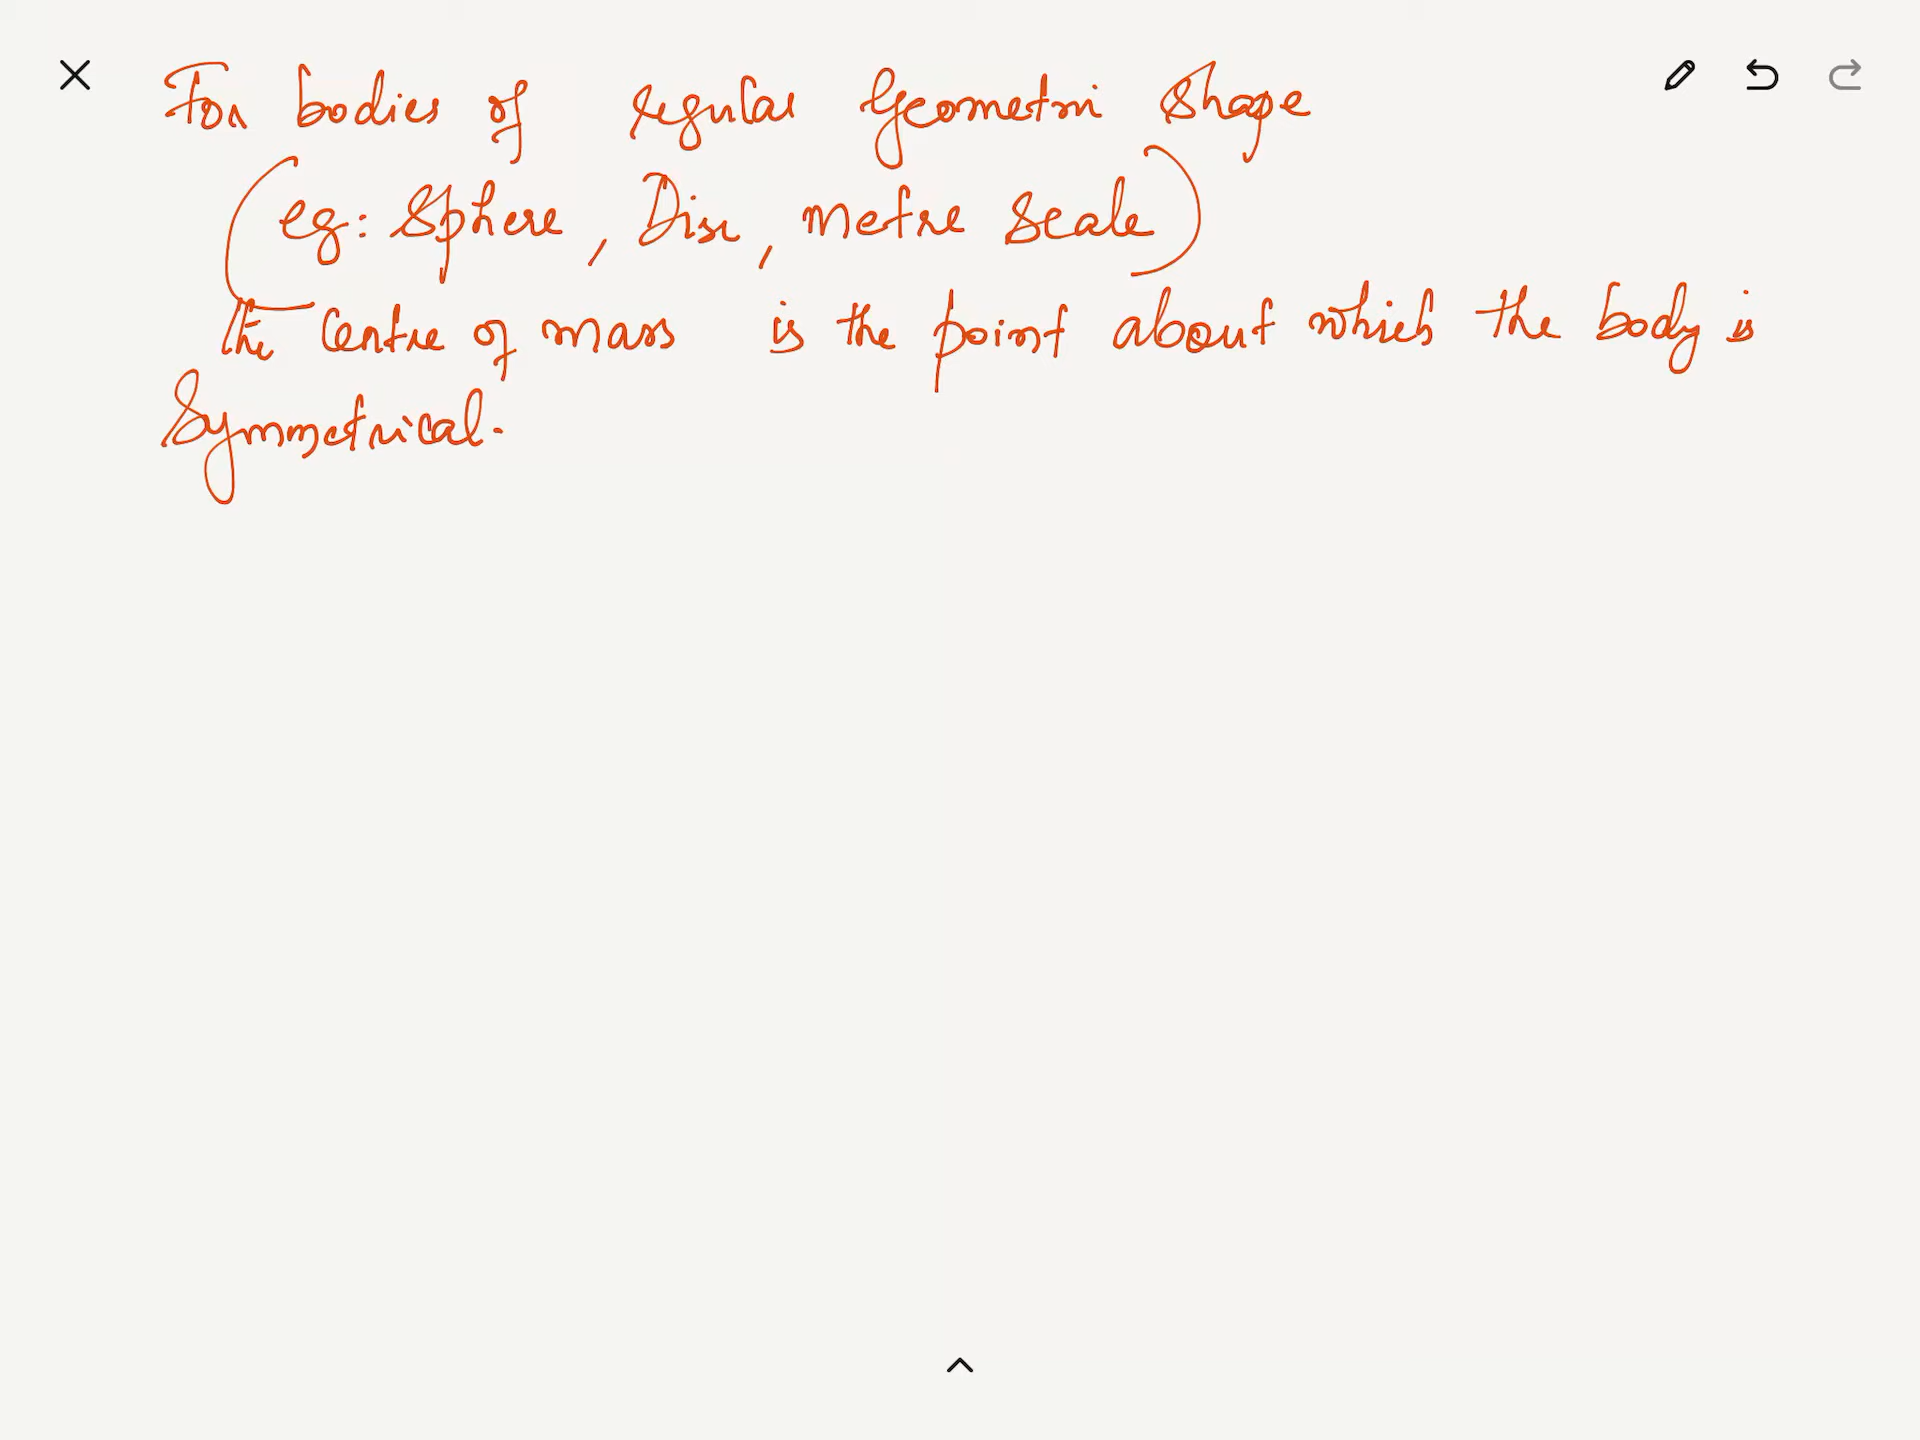 For bodies of regular Geometric Shape
(eg: Sphere, Disc, metre Scale)
The Centre of mass is the point about which the body is
Symmetrical.